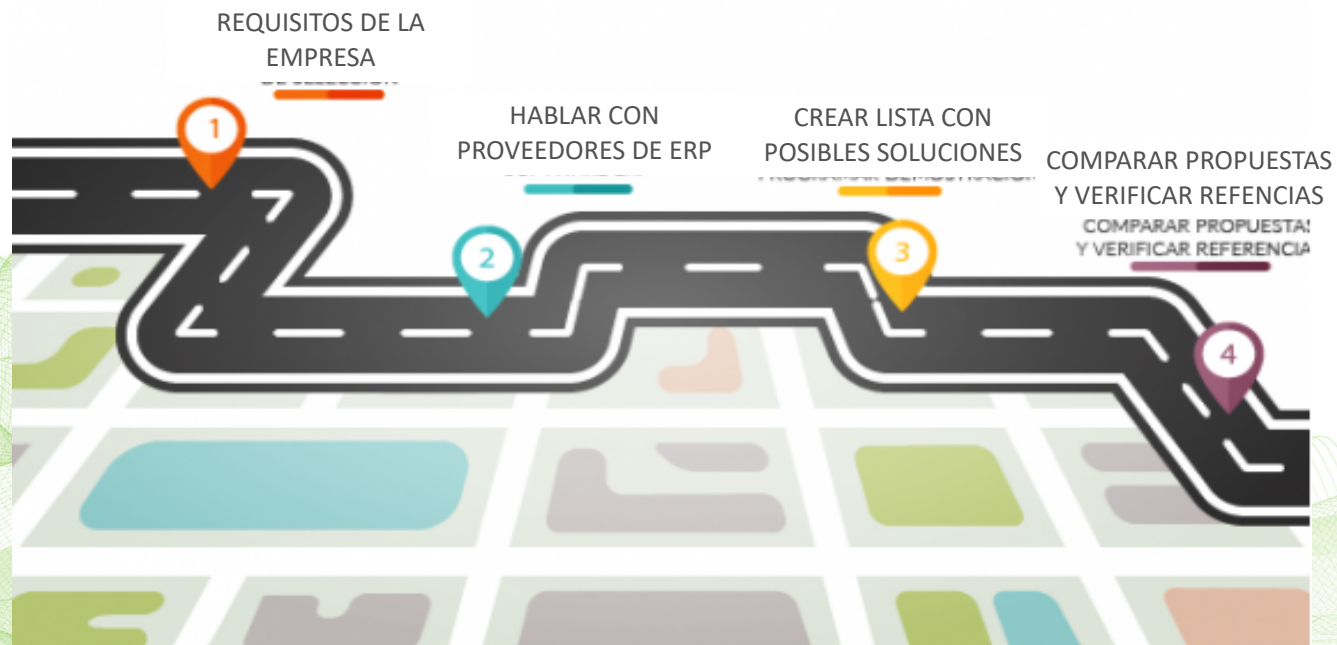 REQUISITOS DE LA
EMPRESA
1
HABLAR CON
PROVEEDORES DE ERP
2
CREAR LISTA CON
POSIBLES SOLUCIONES
3
COMPARAR PROPUESTAS
Y VERIFICAR REFENCIAS
COMPARAR PROPUESTAS
Y VERIFICAR REFERENCIA
4